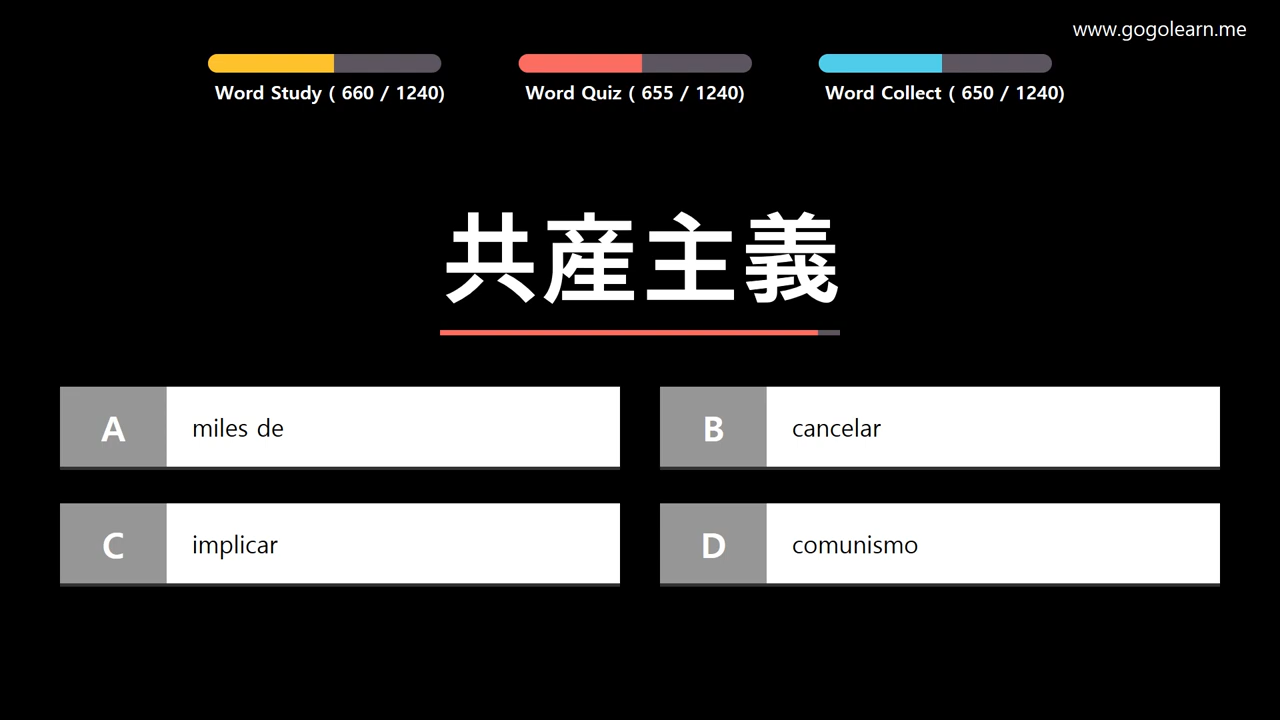 www.gogolearn.me
Word Study ( 660 / 1240)
Word Quiz ( 655 / 1240)
Word Collect ( 650 / 1240)
共産主義
A miles de
B cancelar
C implicar
D comunismo